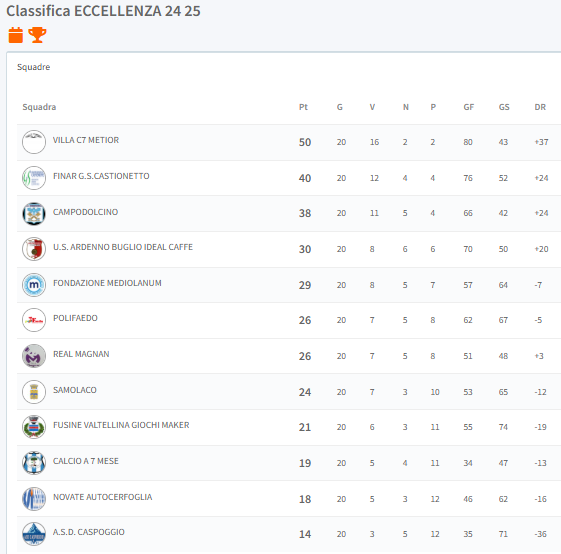 Classifica ECCELLENZA 24 25
Squadre
Squadra Pt G V N P GF GS DR
VILLA C7 METIOR 50 20 16 2 2 80 43 +37
FINAR G.S.CASTIONETTO 40 20 12 4 4 76 52 +24
CAMPODOLCINO 38 20 11 5 4 66 42 +24
U.S. ARDENNO BUGLIO IDEAL CAFFE 30 20 8 6 6 70 50 +20
FONDAZIONE MEDIOLANUM 29 20 8 5 7 57 64 -7
POLIFAEDO 26 20 7 5 8 62 67 -5
REAL MAGNAN 26 20 7 5 8 51 48 +3
SAMOLACO 24 20 7 3 10 53 65 -12
FUSINE VALTELLINA GIOCHI MAKER 21 20 6 3 11 55 74 -19
CALCIO A 7 MESE 19 20 5 4 11 34 47 -13
NOVATE AUTOCERFOGLIA 18 20 5 3 12 46 62 -16
A.S.D. CASPOGGIO 14 20 3 5 12 35 71 -36